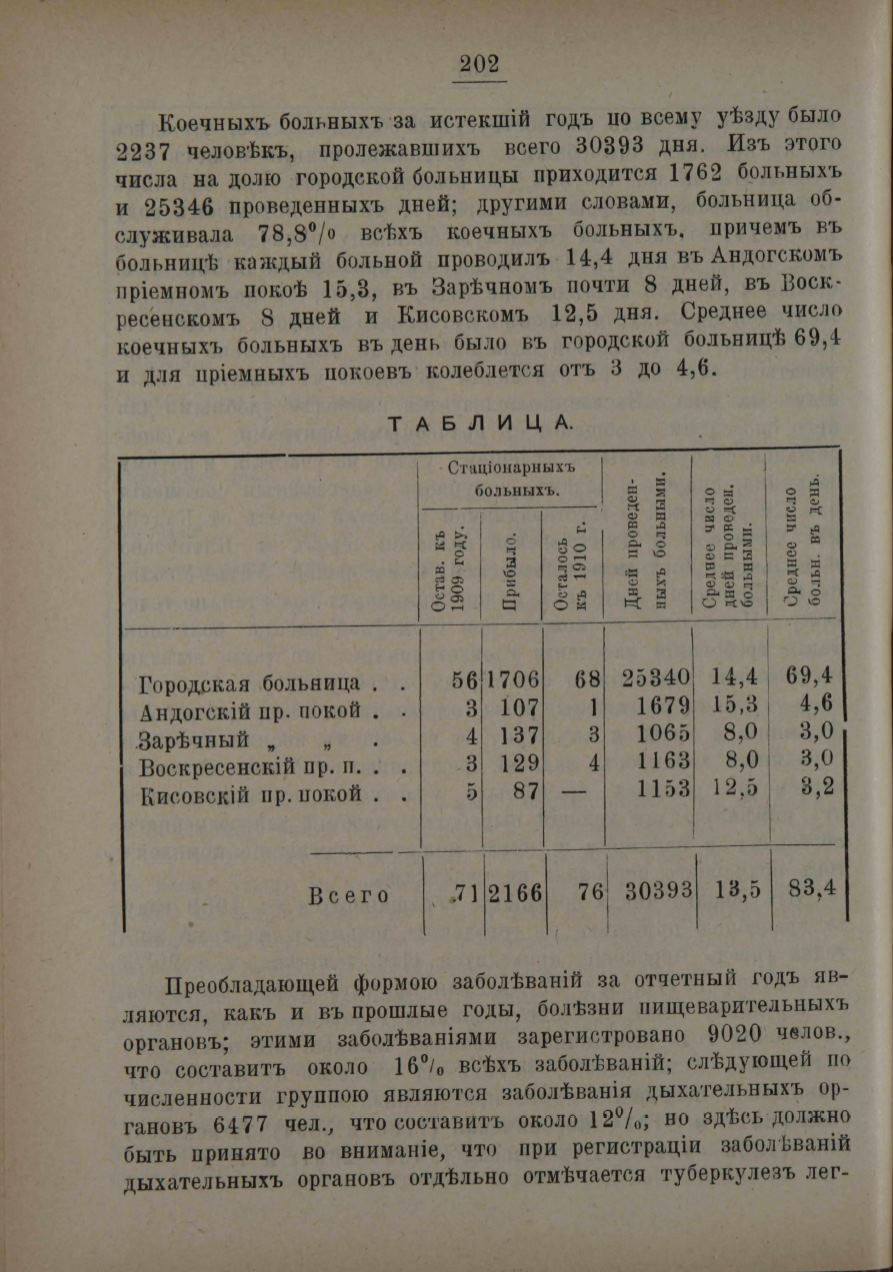 202
Коечныхъ больныхъ за истекшій годъ по всему уѣзду было
2237 человѣкъ, пролежавшихъ всего 30393 дня. Изъ этого
числа на долю городской больницы приходится 1762 больныхъ
и 25346 проведенныхъ дней; другими словами, больница об-
служивала 78,8% всѣхъ коечныхъ больныхъ, причемъ въ
больницѣ каждый больной проводилъ 14,4 дня въ Андогскомъ
пріемномъ покоѣ 15,3, въ Зарѣчномъ почти 8 дней, въ Воск-
ресенскомъ 8 дней и Кисовскомъ 12,5 дня. Среднее число
коечныхъ больныхъ въ день было въ городской больницѣ 69,4
и для пріемныхъ покоевъ колеблется отъ 3 до 4,6.
ТАБЛИЦА.
Стаціонарныхъ
больныхъ.
Остав. къ
1909 году.
Прибыло.
Осталось
къ 1910 г.
Дней проведен-
ныхъ больными.
Среднее число
дней проведен.
больными.
Среднее число
больн. въ день.
Городская больница . . 56 1706 68 25340 14,4 69,4
Андогскій пр. покой . . 3 107 1 1679 15,3 4,6
Зарѣчный „ „ . 4 137 3 1065 8,0 3,0
Воскресенскій пр. п. . . 3 129 4 1163 8,0 3,0
Кисовскій пр. покой . . 5 87 — 1153 12,5 3,2
Всего 71 2166 76 30393 13,5 83,4
Преобладающей формою заболѣваній за отчетный годъ яв-
ляются, какъ и въ прошлые годы, болѣзни пищеварительныхъ
органовъ; этими заболѣваніями зарегистровано 9020 челов.,
что составитъ около 16% всѣхъ заболѣваній; слѣдующей по
численности группою являются заболѣванія дыхательныхъ ор-
гановъ 6477 чел., что составитъ около 12%; но здѣсь должно
быть принято во вниманіе, что при регистраціи заболѣваній
дыхательныхъ органовъ отдѣльно отмѣчается туберкулезъ лег-